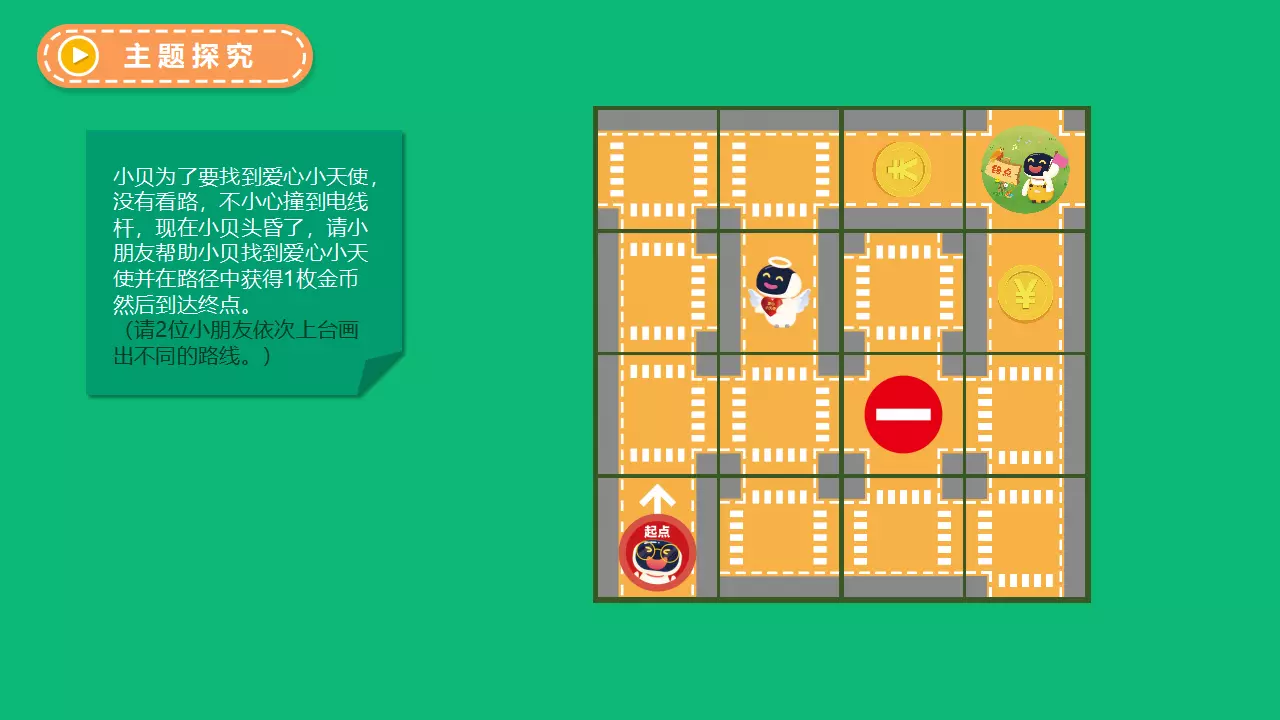 主题探究
小贝为了要找到爱心小天使，
没有看路，不小心撞到电线
杆，现在小贝头昏了，请小
朋友帮助小贝找到爱心小天
使并在路径中获得1枚金币
然后到达终点。
（请2位小朋友依次上台画
出不同的路线。）
起点
¥
¥
起点